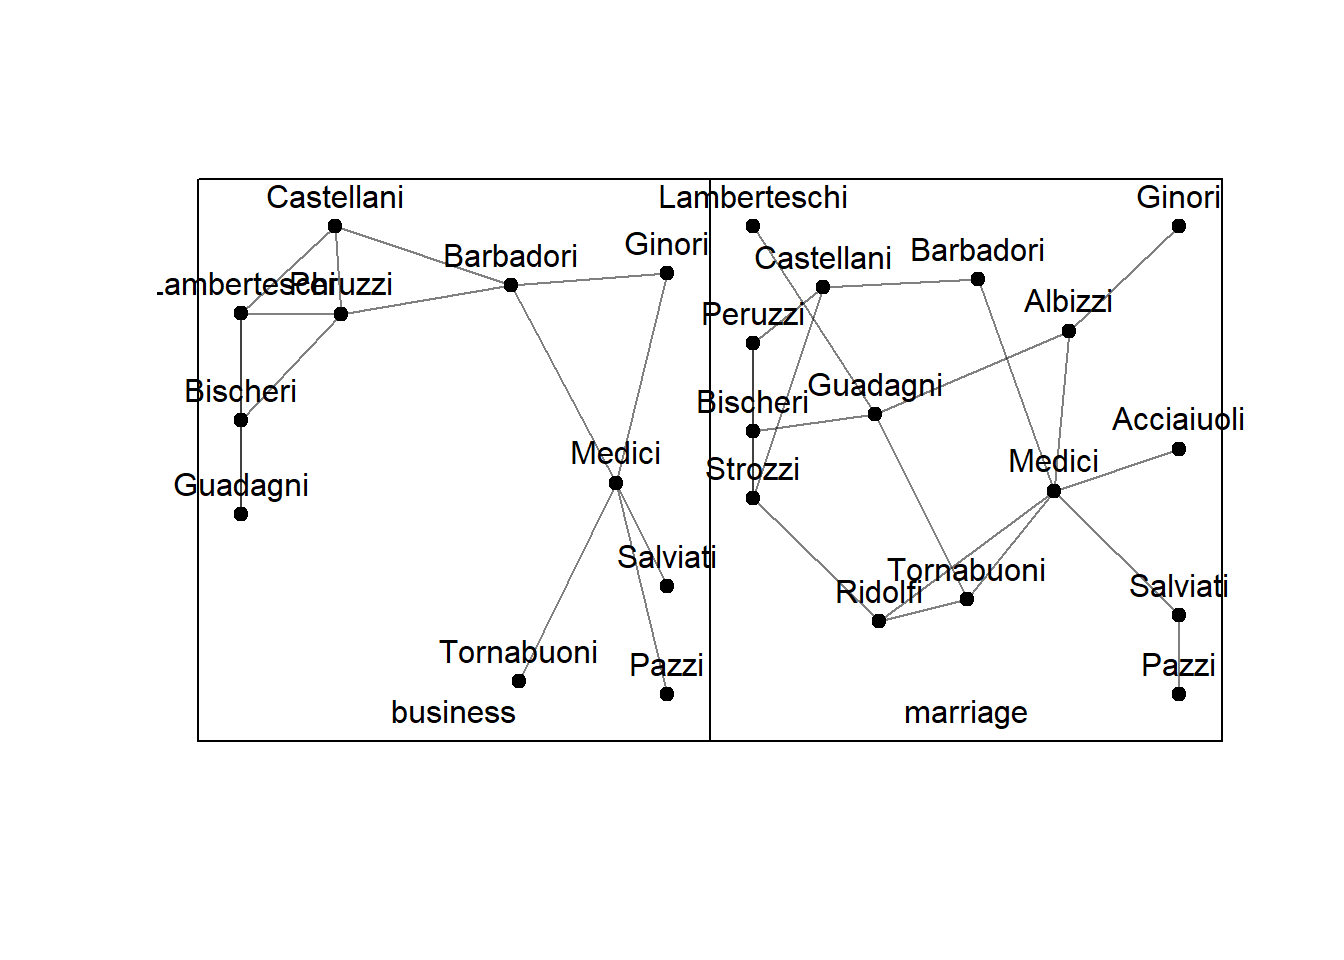 Castellani
Barbadori
Ginori
Lamberteschi
Peruzzi
Bischeri
Guadagni
Medici
Salviati
Tornabuoni
Pazzi
business
Lamberteschi
Ginori
Castellani
Barbadori
Albizzi
Peruzzi
Guadagni
Bischeri
Acciaiuoli
Strozzi
Medici
Tornabuoni
Ridolfi
Salviati
Pazzi
marriage